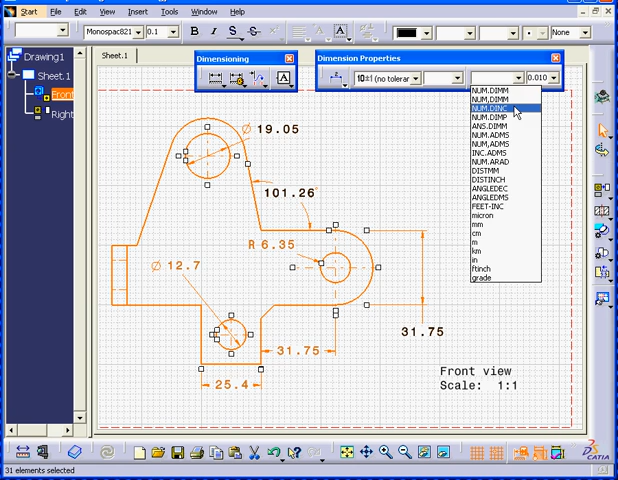 Start File Edit View Insert Tools Window Help
Monospac821 0.1 B I S S A None
Drawing1
Sheet.1
Front
Right
Sheet.1
Dimensioning
Dimension Properties
10±1 (no tolerar 0.010
NUM.DIMM
NUM,DIMM
NUM.DINC
NUM.DIMP
ANS.DIMM
NUM.ADMS
NUM,ADMS
INC.ADMS
NUM.ARAD
DISTMM
DISTINCH
ANGLEDEC
ANGLEDMS
FEET-INC
micron
mm
cm
m
km
in
ftinch
grade
Ø 19.05
101.26°
R 6.35
Ø 12.7
31.75
31.75
25.4
Front view
Scale: 1:1
CATIA
31 elements selected